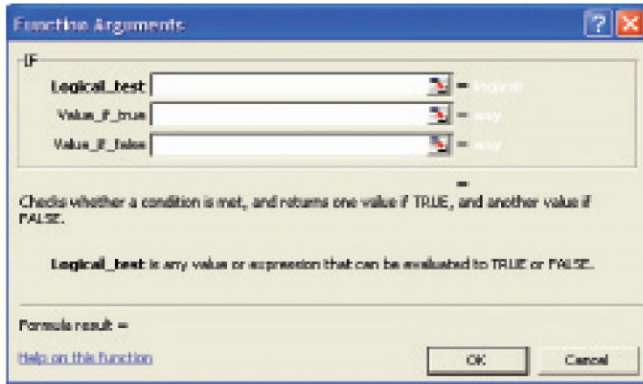 Function Arguments
IF
Logical_test = logical
Value_if_true = any
Value_if_false = any
=
Checks whether a condition is met, and returns one value if TRUE, and another value if
FALSE.
Logical_test is any value or expression that can be evaluated to TRUE or FALSE.
Formula result =
Help on this function
OK Cancel